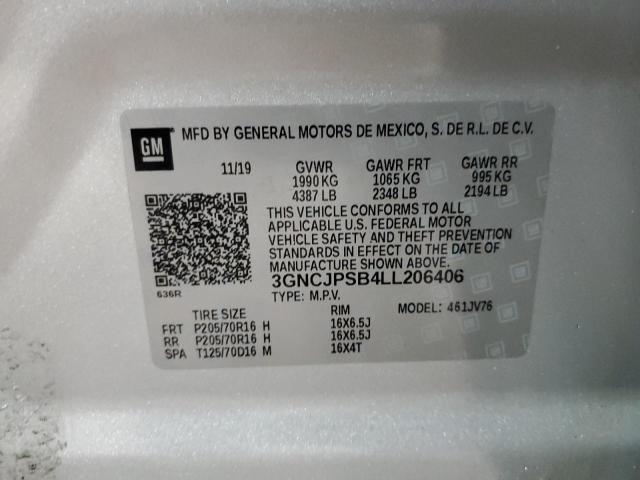 GM
MFD BY GENERAL MOTORS DE MEXICO, S. DE R.L. DE C.V.
11/19 GVWR GAWR FRT GAWR RR
1990 KG 1065 KG 995 KG
4387 LB 2348 LB 2194 LB
THIS VEHICLE CONFORMS TO ALL
APPLICABLE U.S. FEDERAL MOTOR
VEHICLE SAFETY AND THEFT PREVENTION
STANDARDS IN EFFECT ON THE DATE OF
MANUFACTURE SHOWN ABOVE.
3GNCJPSB4LL206406
636R
TYPE: M.P.V.
MODEL: 461JV76
TIRE SIZE RIM
FRT P205/70R16 H 16X6.5J
RR P205/70R16 H 16X6.5J
SPA T125/70D16 M 16X4T